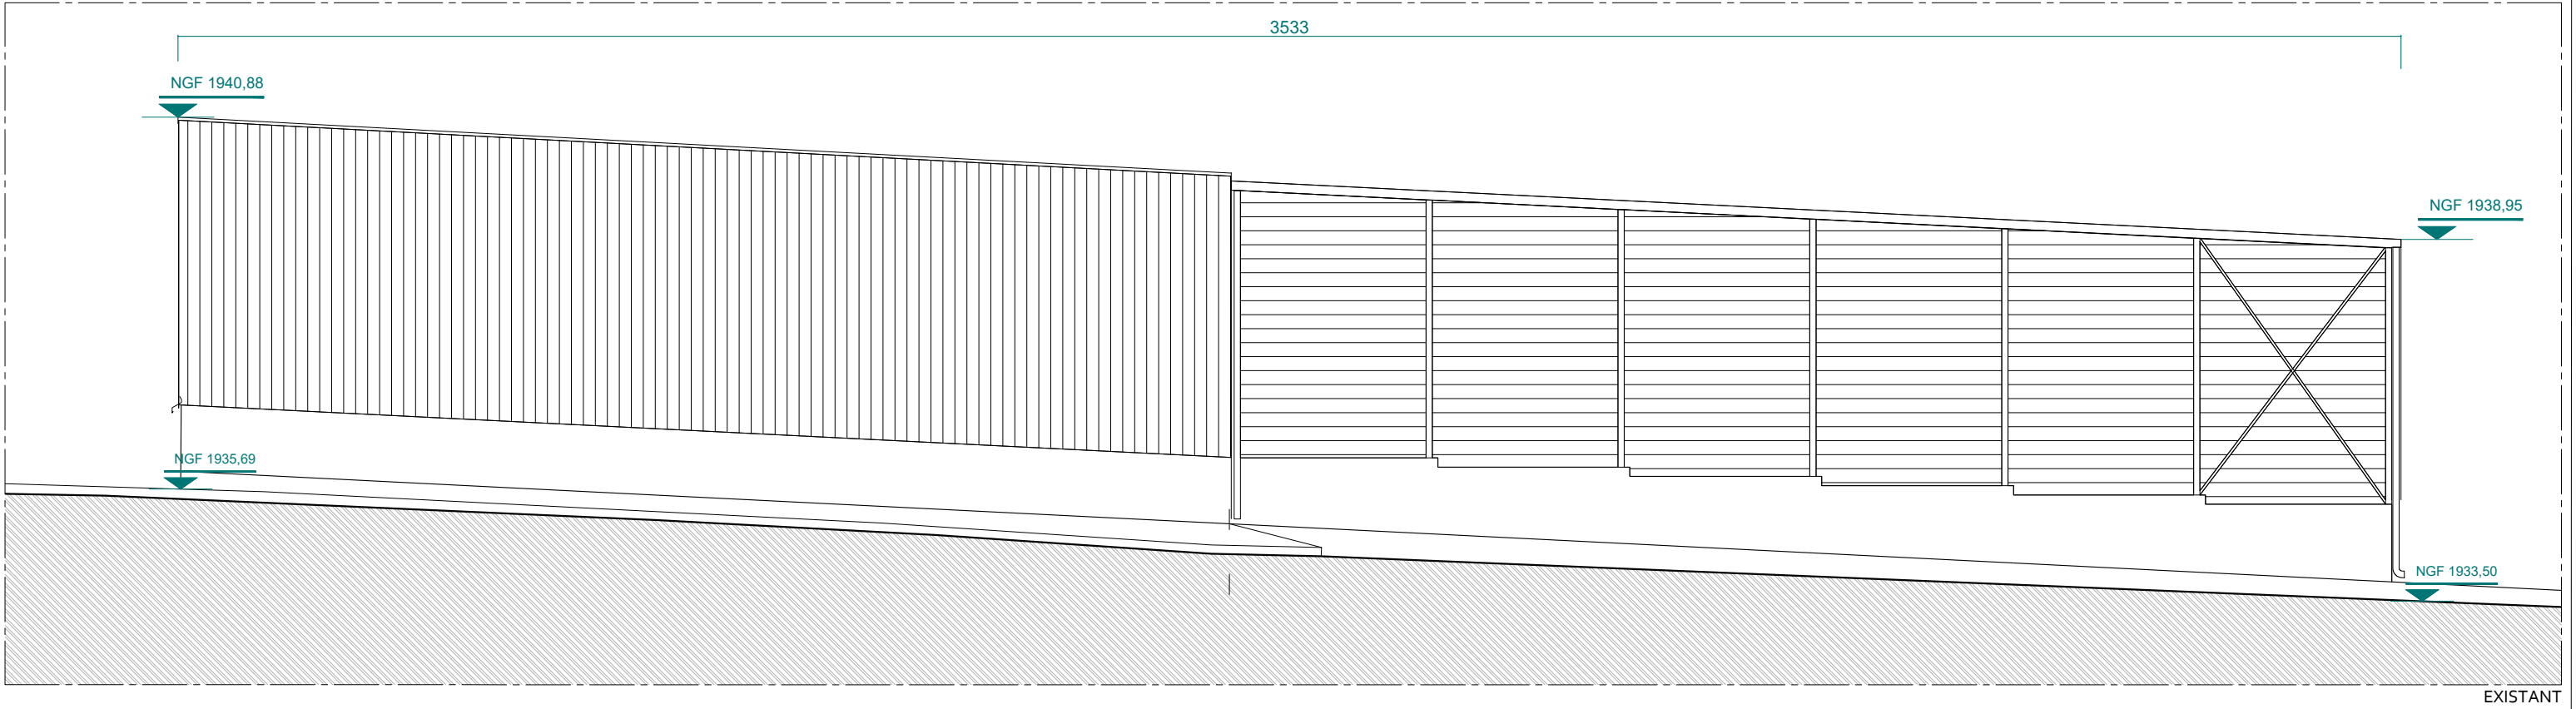 3533
NGF 1940,88
NGF 1938,95
NGF 1935,69
NGF 1933,50
EXISTANT